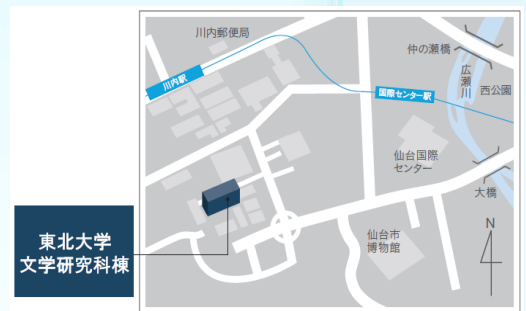 川内郵便局
川内駅
仲の瀬橋
広瀬川
西公園
国際センター駅
仙台国際
センター
大橋
東北大学
文学研究科棟
仙台市
博物館
N